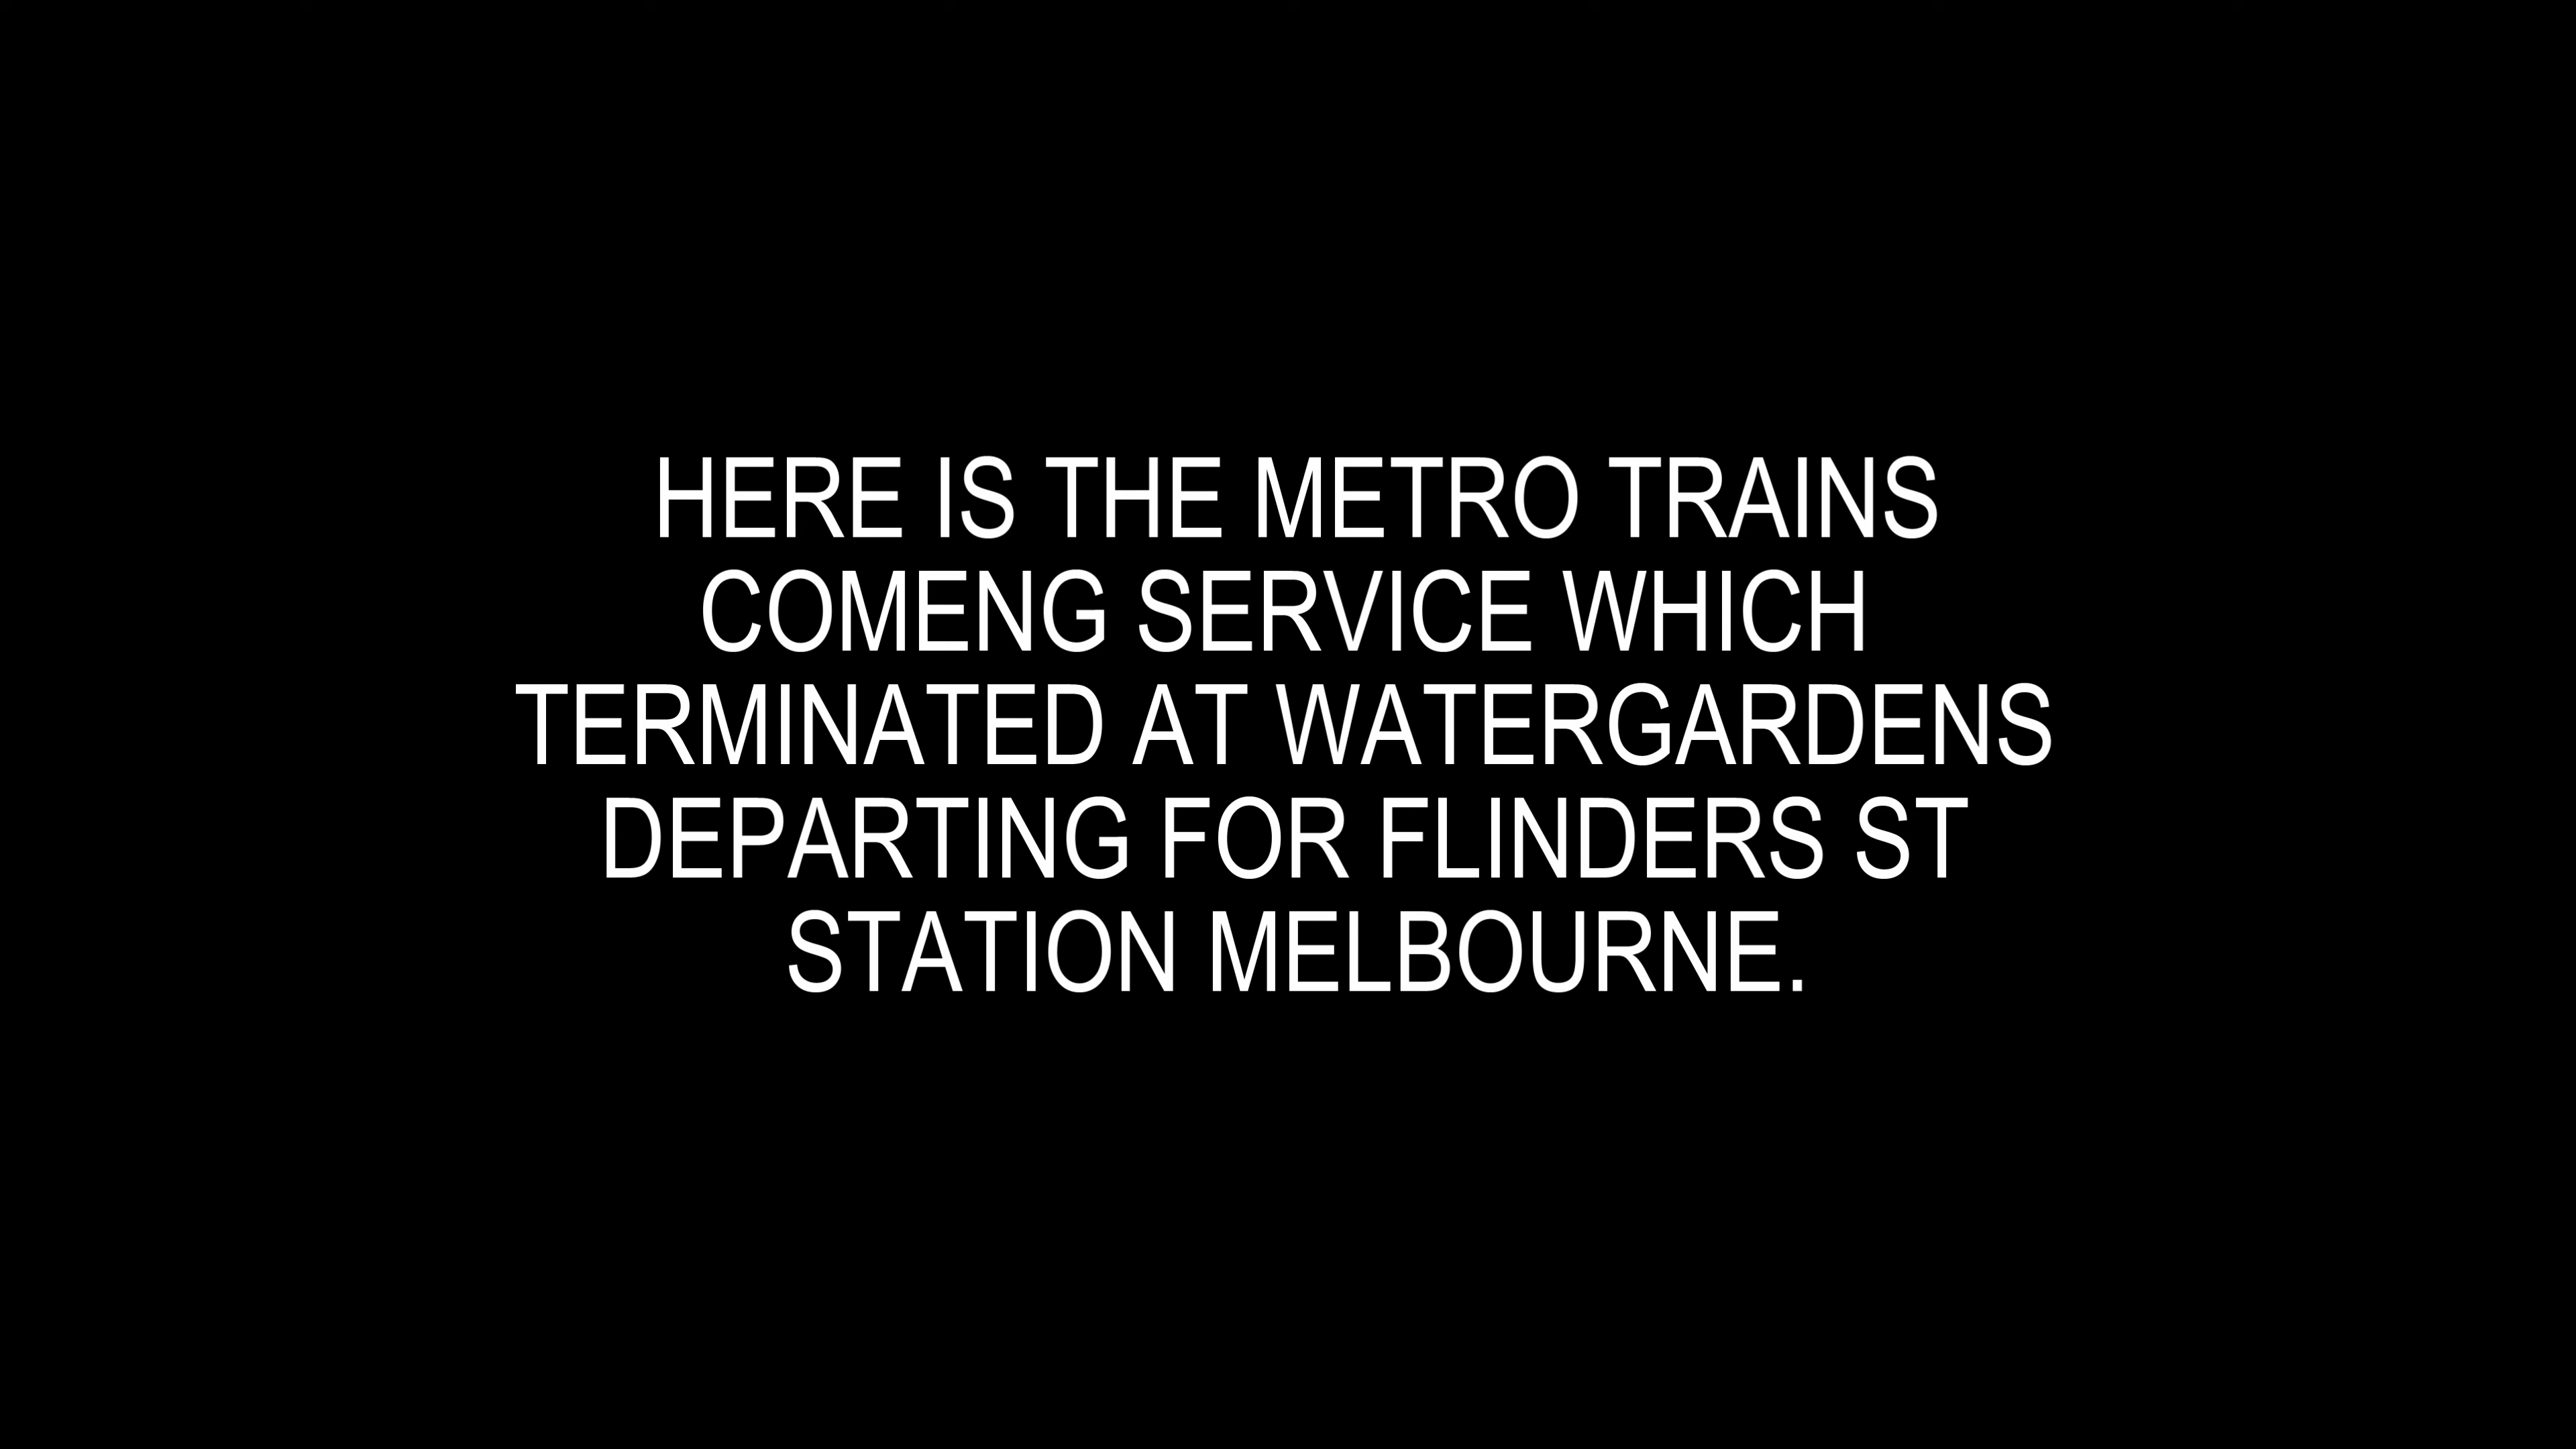 HERE IS THE METRO TRAINS
COMENG SERVICE WHICH
TERMINATED AT WATERGARDENS
DEPARTING FOR FLINDERS ST
STATION MELBOURNE.